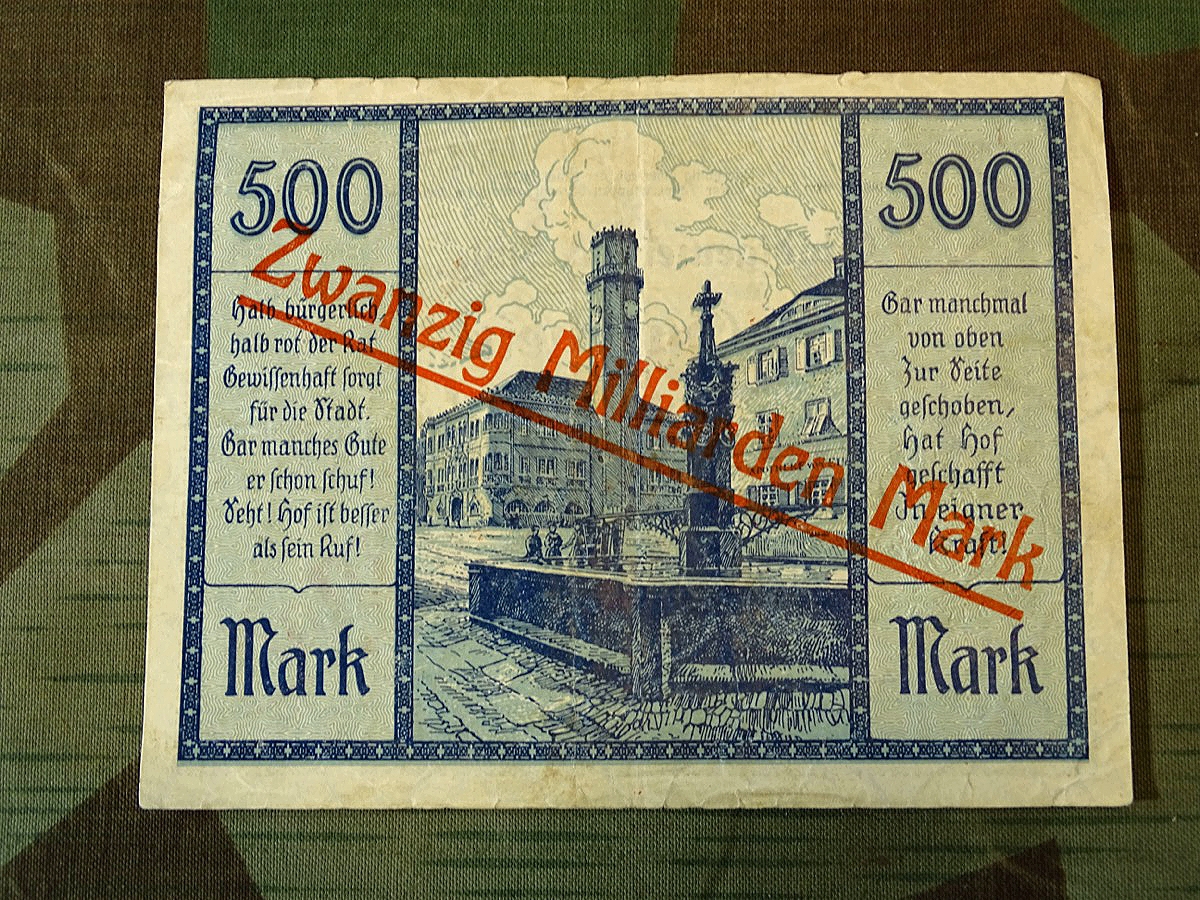 500
500
Zwanzig Milliarden Mark
Halb bürgerlich,
halb rot der Rat
Gewissenhaft sorgt
für die Stadt.
Gar manches Gute
er schon schuf!
Seht! Hof ist besser
als sein Ruf!
Gar manchmal
von oben
Zur Seite
geschoben,
Hat Hof
geschafft
In eigner
Kraft!
Mark
Mark